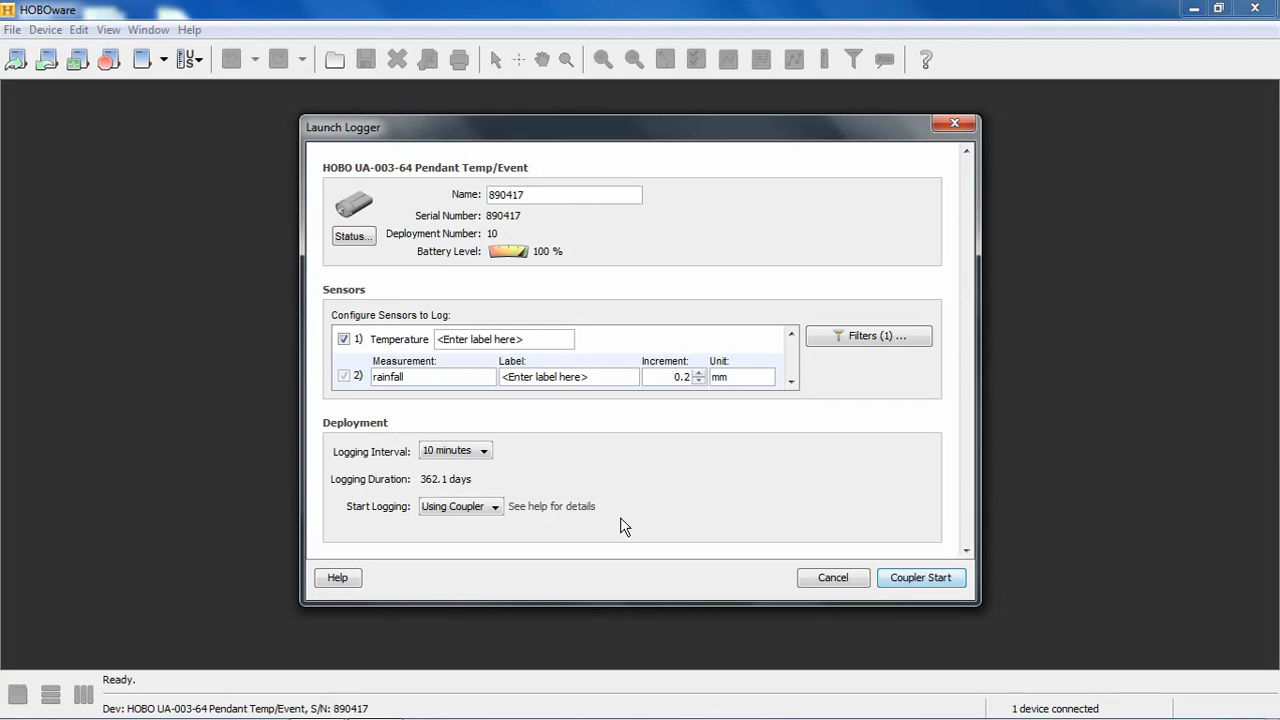 HOBOware
File Device Edit View Window Help
Launch Logger
HOBO UA-003-64 Pendant Temp/Event
Name: 890417
Serial Number: 890417
Status...
Deployment Number: 10
Battery Level: 100 %
Sensors
Configure Sensors to Log:
1) Temperature <Enter label here>
Filters (1) ...
Measurement: Label: Increment: Unit:
2) rainfall <Enter label here> 0.2 mm
Deployment
Logging Interval: 10 minutes
Logging Duration: 362.1 days
Start Logging: Using Coupler See help for details
Help Cancel Coupler Start
Ready.
Dev: HOBO UA-003-64 Pendant Temp/Event, S/N: 890417 1 device connected